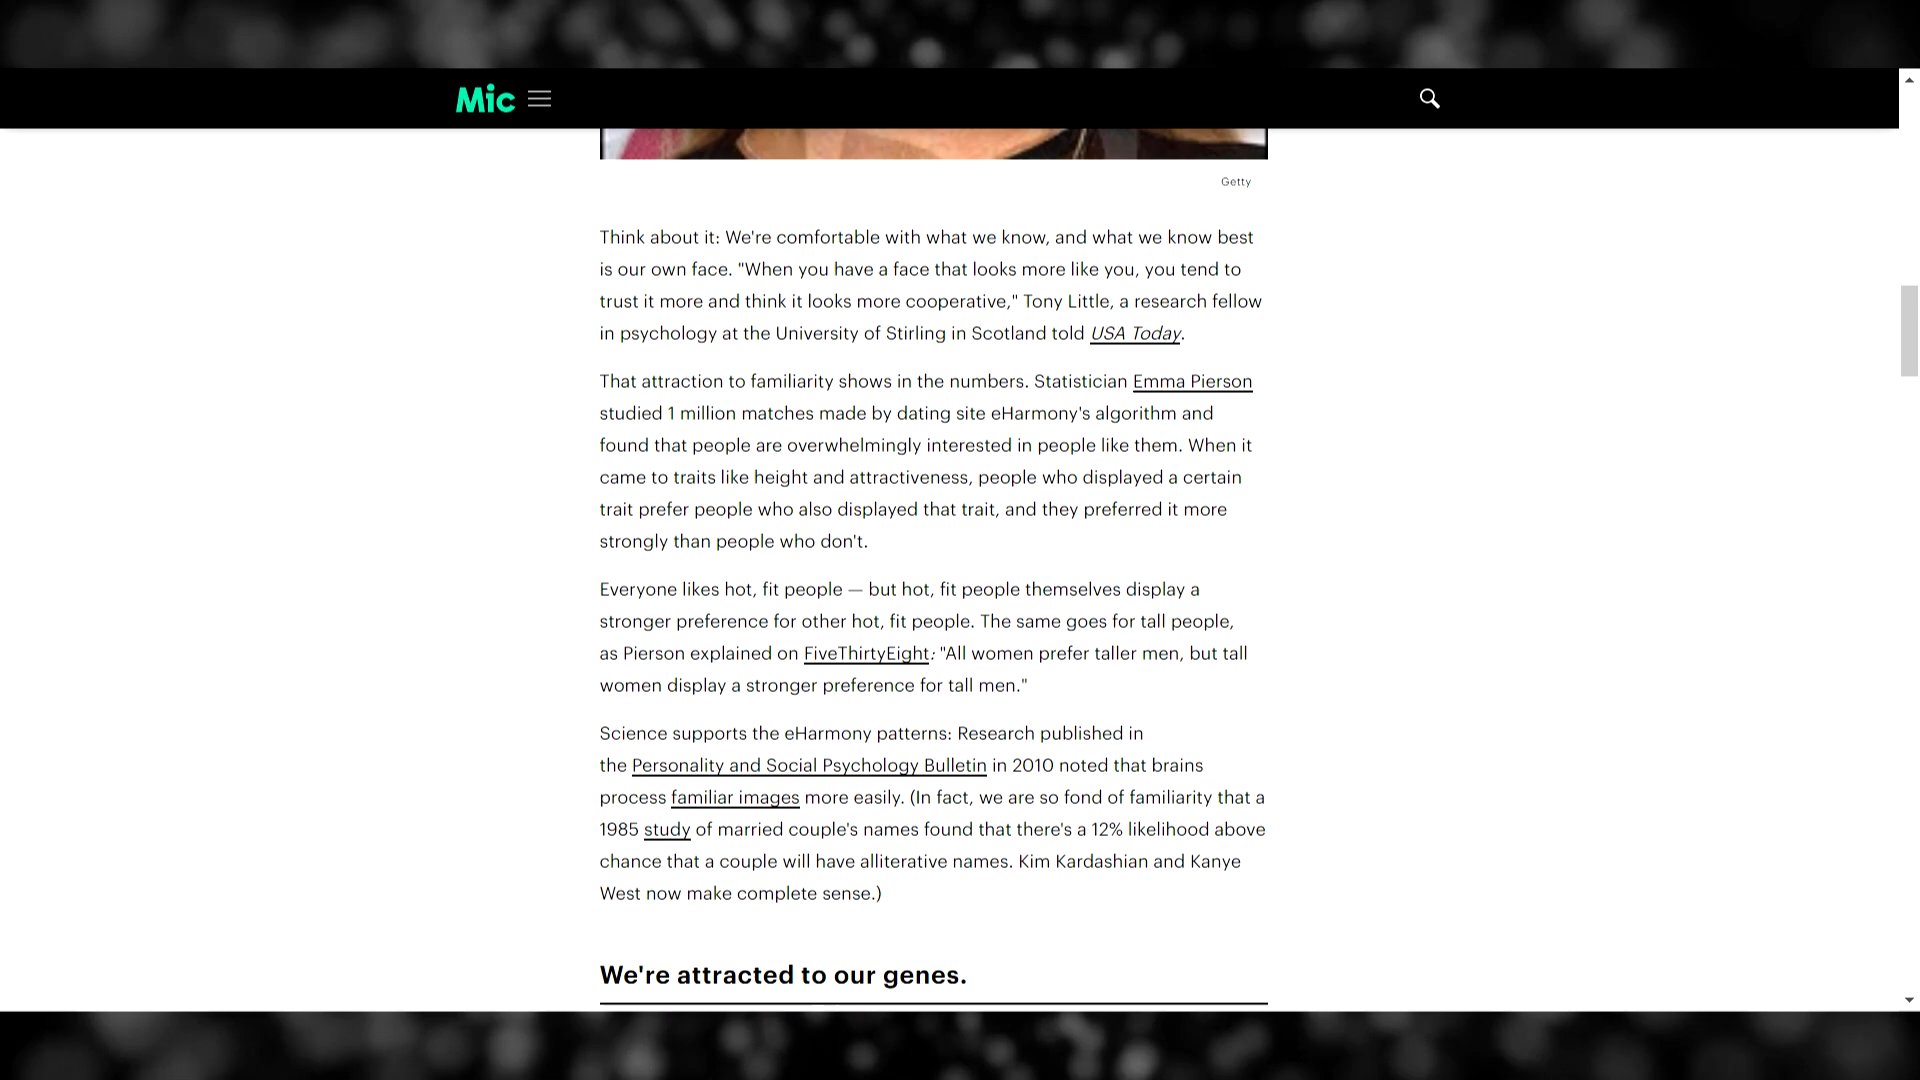 Mic
Getty
Think about it: We're comfortable with what we know, and what we know best
is our own face. "When you have a face that looks more like you, you tend to
trust it more and think it looks more cooperative," Tony Little, a research fellow
in psychology at the University of Stirling in Scotland told USA Today.
That attraction to familiarity shows in the numbers. Statistician Emma Pierson
studied 1 million matches made by dating site eHarmony's algorithm and
found that people are overwhelmingly interested in people like them. When it
came to traits like height and attractiveness, people who displayed a certain
trait prefer people who also displayed that trait, and they preferred it more
strongly than people who don't.
Everyone likes hot, fit people — but hot, fit people themselves display a
stronger preference for other hot, fit people. The same goes for tall people,
as Pierson explained on FiveThirtyEight: "All women prefer taller men, but tall
women display a stronger preference for tall men."
Science supports the eHarmony patterns: Research published in
the Personality and Social Psychology Bulletin in 2010 noted that brains
process familiar images more easily. (In fact, we are so fond of familiarity that a
1985 study of married couple's names found that there's a 12% likelihood above
chance that a couple will have alliterative names. Kim Kardashian and Kanye
West now make complete sense.)
We're attracted to our genes.